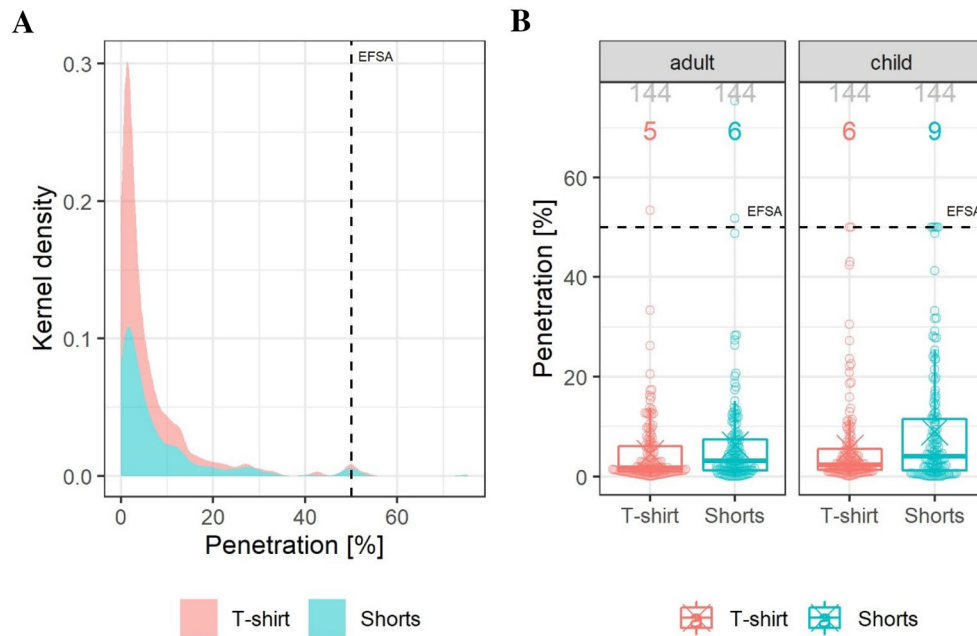 A
EFSA
0.3
0.2
0.1
0.0
Kernel density
0
20
40
60
Penetration [%]
T-shirt
Shorts
B
adult
child
144
144
144
144
5
6
6
9
60
40
20
0
EFSA
EFSA
Penetration [%]
T-shirt
Shorts
T-shirt
Shorts
T-shirt
Shorts